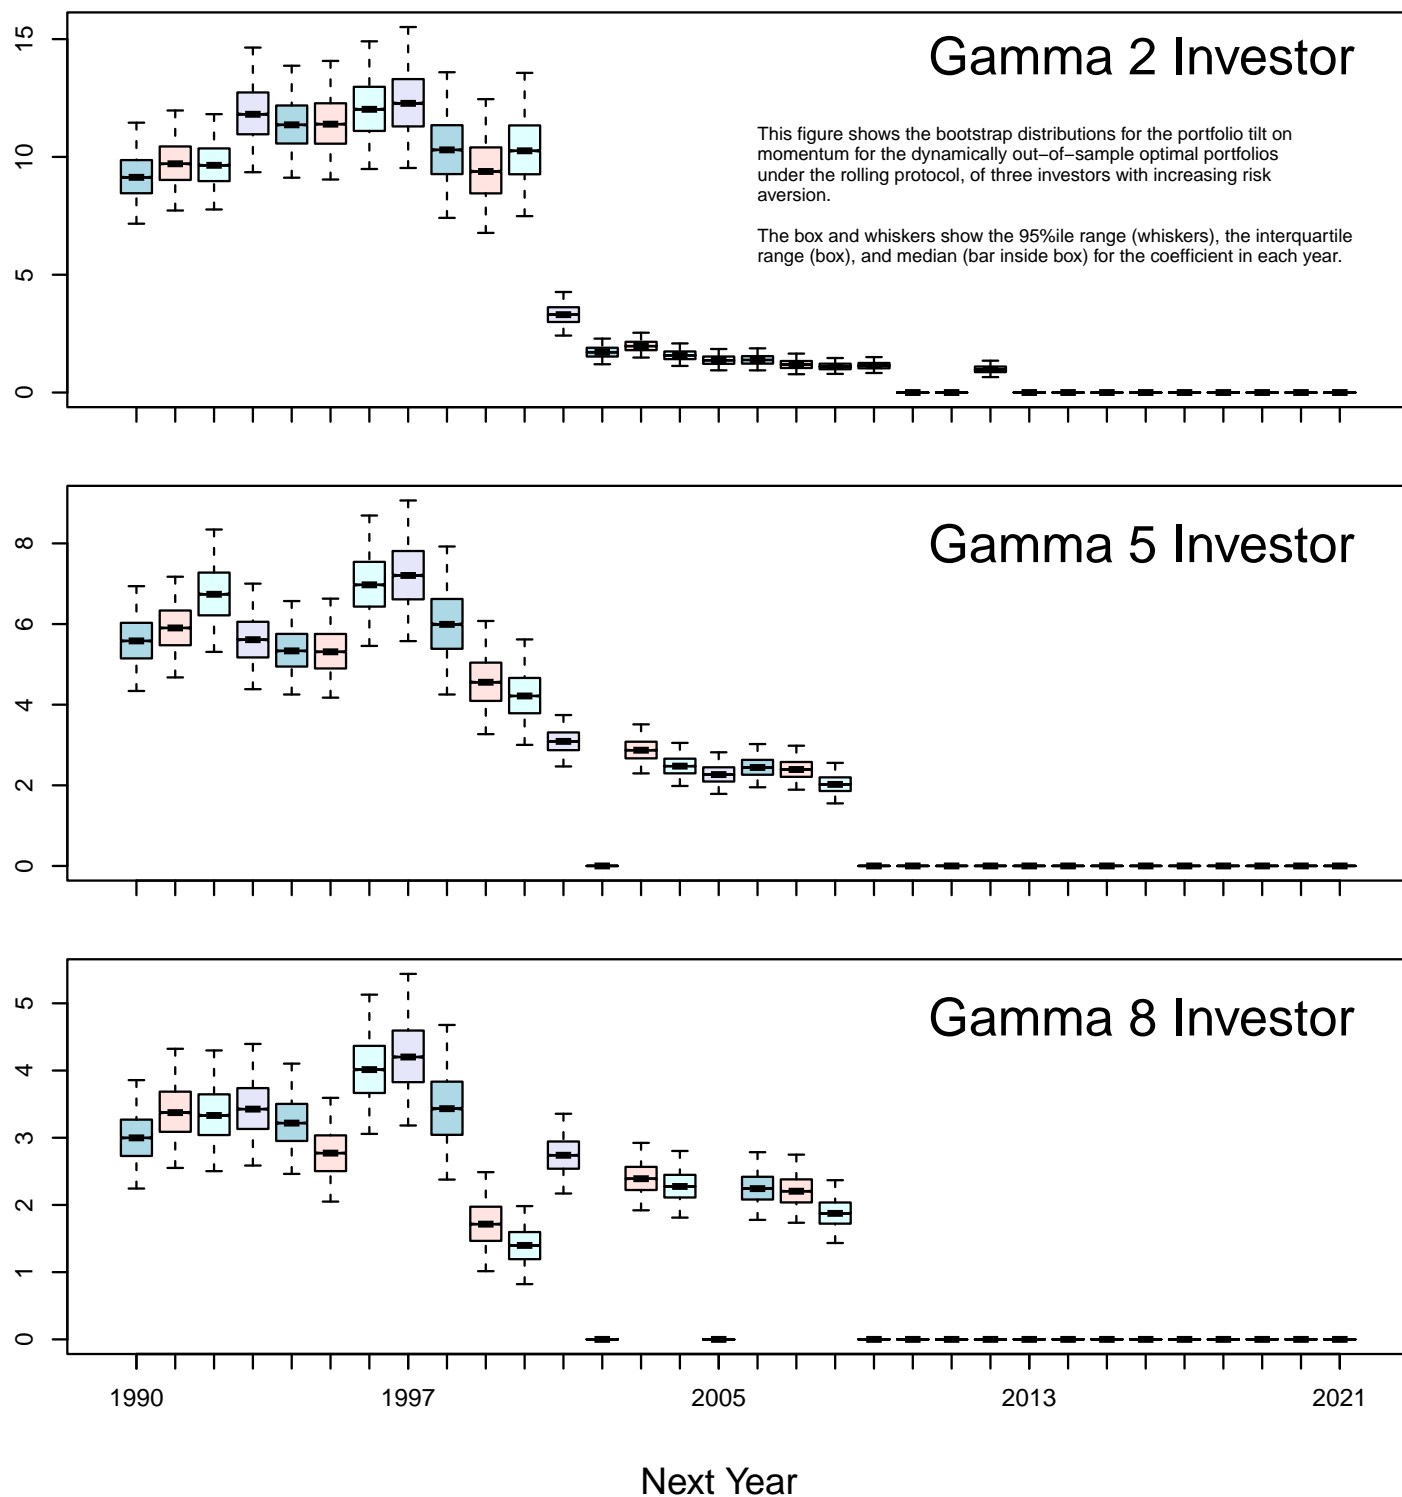 Gamma 2 Investor
This figure shows the bootstrap distributions for the portfolio tilt on
momentum for the dynamically out−of−sample optimal portfolios
under the rolling protocol, of three investors with increasing risk
aversion.
The box and whiskers show the 95%ile range (whiskers), the interquartile
range (box), and median (bar inside box) for the coefficient in each year.
15
10
5
0
Gamma 5 Investor
8
6
4
2
0
Gamma 8 Investor
5
4
3
2
1
0
1990 1997 2005 2013 2021
Next Year